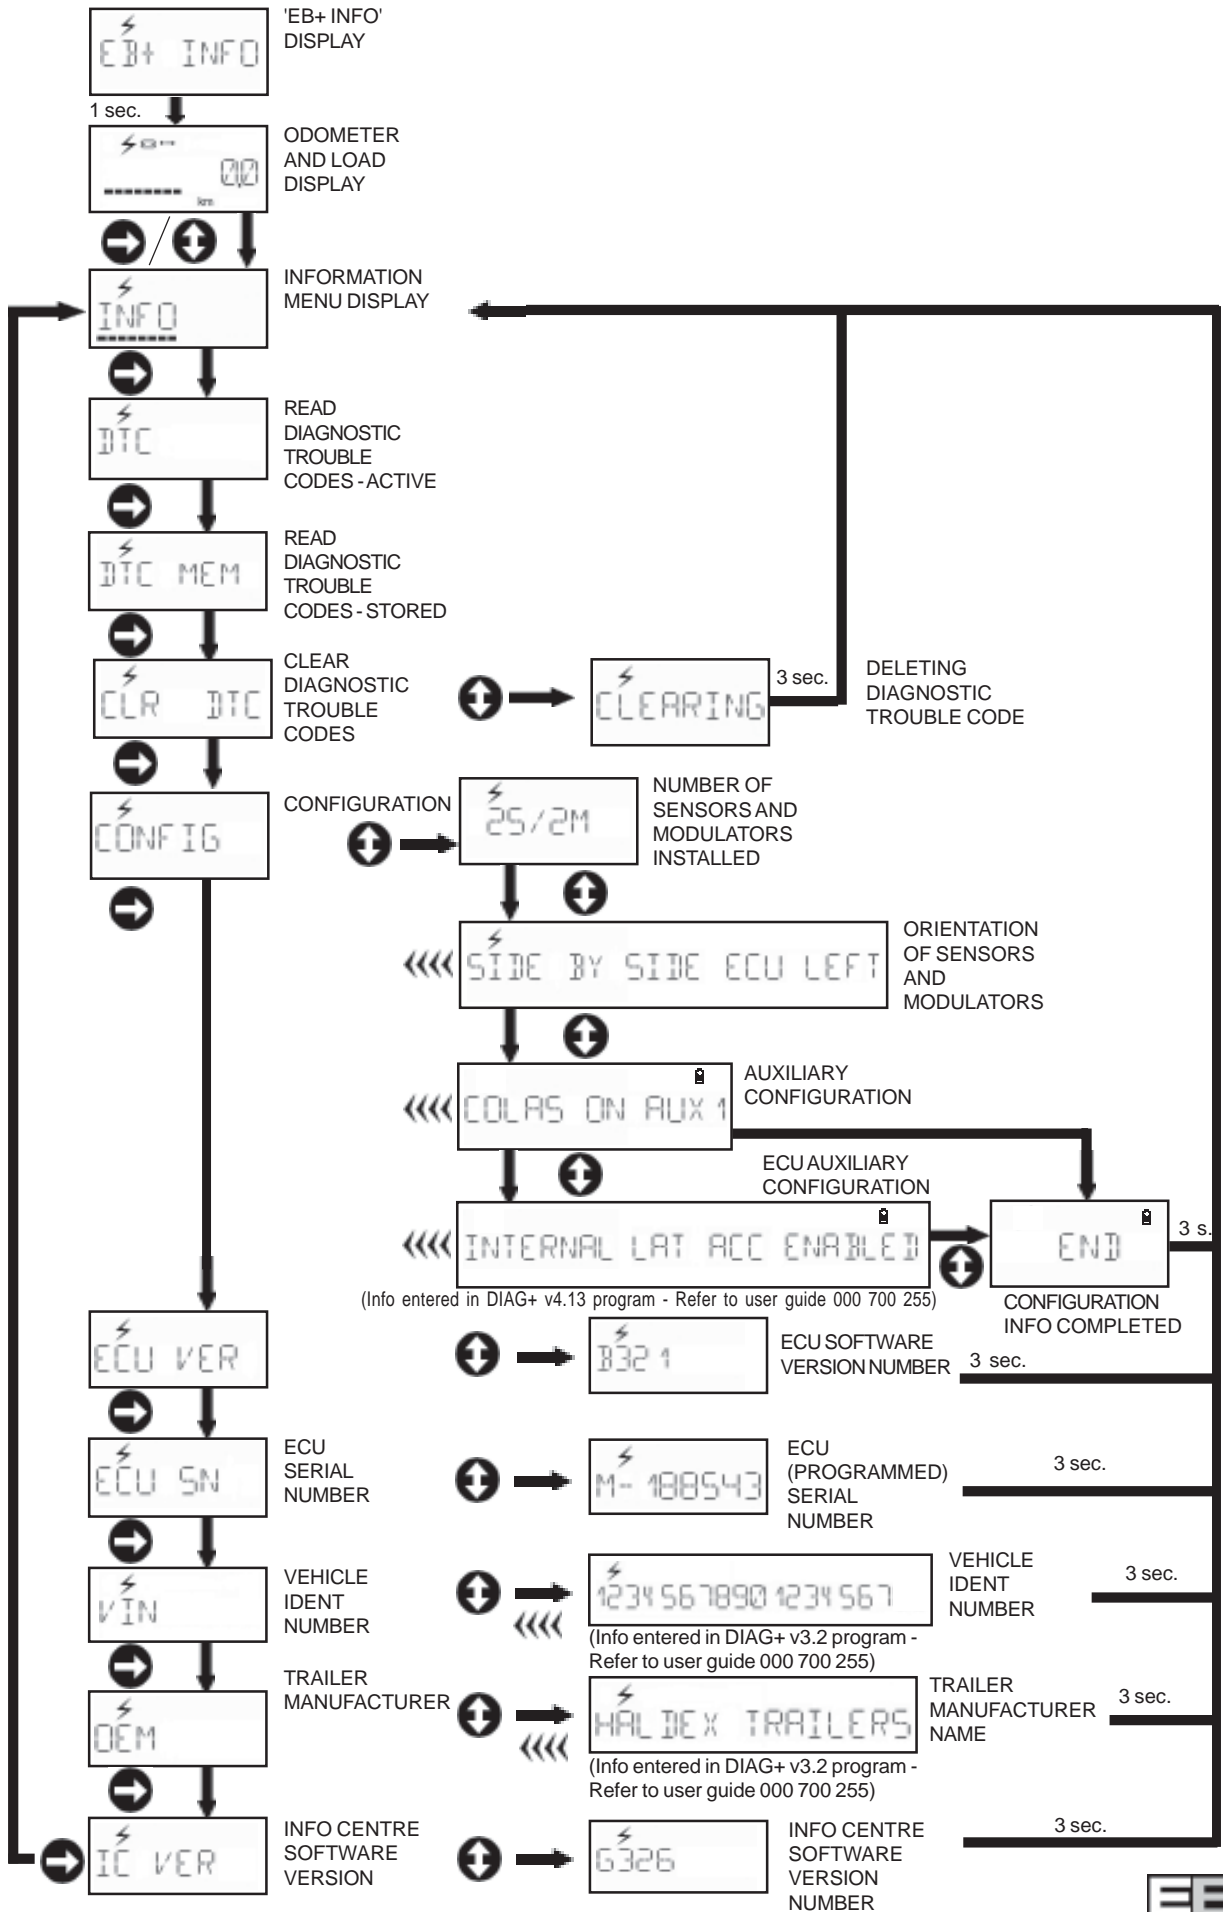 EB+ INFO
'EB+ INFO'
DISPLAY
1 sec.
00
km
ODOMETER
AND LOAD
DISPLAY
INFO
INFORMATION
MENU DISPLAY
DTC
READ
DIAGNOSTIC
TROUBLE
CODES - ACTIVE
DTC MEM
READ
DIAGNOSTIC
TROUBLE
CODES - STORED
CLR DTC
CLEAR
DIAGNOSTIC
TROUBLE
CODES
CLEARING
3 sec.
DELETING
DIAGNOSTIC
TROUBLE CODE
CONFIG
CONFIGURATION
2S/2M
NUMBER OF
SENSORS AND
MODULATORS
INSTALLED
SIDE BY SIDE ECU LEFT
ORIENTATION
OF SENSORS
AND
MODULATORS
COLAS ON AUX 1
AUXILIARY
CONFIGURATION
ECU AUXILIARY
CONFIGURATION
INTERNAL LAT ACC ENABLED
(Info entered in DIAG+ v4.13 program - Refer to user guide 000 700 255)
END
3 s.
CONFIGURATION
INFO COMPLETED
ECU VER
B321
ECU SOFTWARE
VERSION NUMBER
3 sec.
ECU SN
ECU
SERIAL
NUMBER
M- 188543
ECU
(PROGRAMMED)
SERIAL
NUMBER
3 sec.
VIN
VEHICLE
IDENT
NUMBER
12345678901234567
(Info entered in DIAG+ v3.2 program -
Refer to user guide 000 700 255)
VEHICLE
IDENT
NUMBER
3 sec.
OEM
TRAILER
MANUFACTURER
HALDEX TRAILERS
(Info entered in DIAG+ v3.2 program -
Refer to user guide 000 700 255)
TRAILER
MANUFACTURER
NAME
3 sec.
IC VER
INFO CENTRE
SOFTWARE
VERSION
G326
INFO CENTRE
SOFTWARE
VERSION
NUMBER
3 sec.